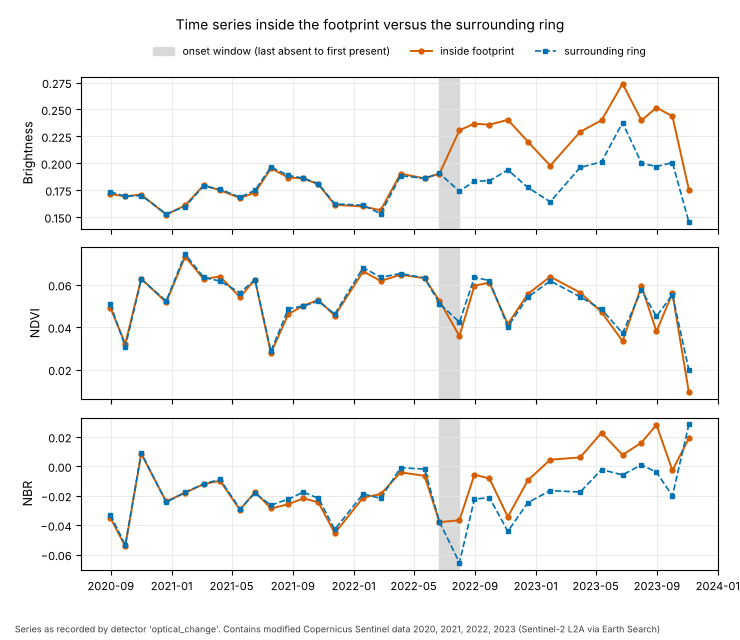 Time series inside the footprint versus the surrounding ring
onset window (last absent to first present) inside footprint surrounding ring
Brightness
0.275
0.250
0.225
0.200
0.175
0.150
NDVI
0.06
0.04
0.02
NBR
0.02
0.00
−0.02
−0.04
−0.06
2020-09 2021-01 2021-05 2021-09 2022-01 2022-05 2022-09 2023-01 2023-05 2023-09 2024-01
Series as recorded by detector 'optical_change'. Contains modified Copernicus Sentinel data 2020, 2021, 2022, 2023 (Sentinel-2 L2A via Earth Search)